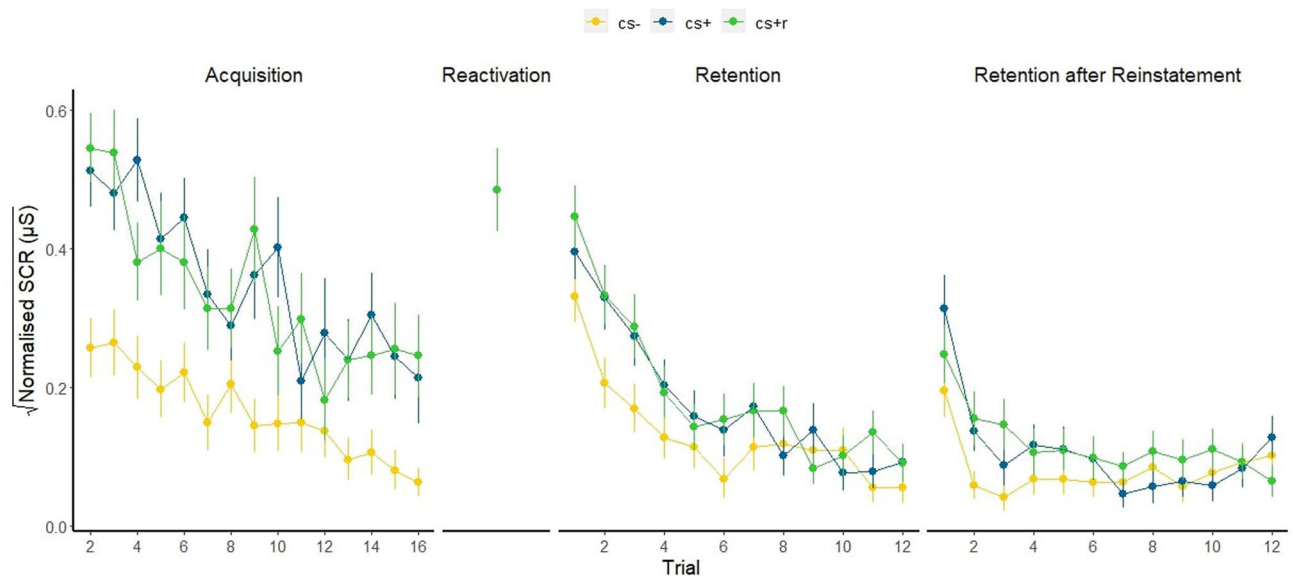 cs- cs+ cs+r
Acquisition Reactivation Retention Retention after Reinstatement
0.6
0.4
0.2
0.0
√Normalised SCR (µS)
2 4 6 8 10 12 14 16 2 4 6 8 10 12 2 4 6 8 10 12
Trial